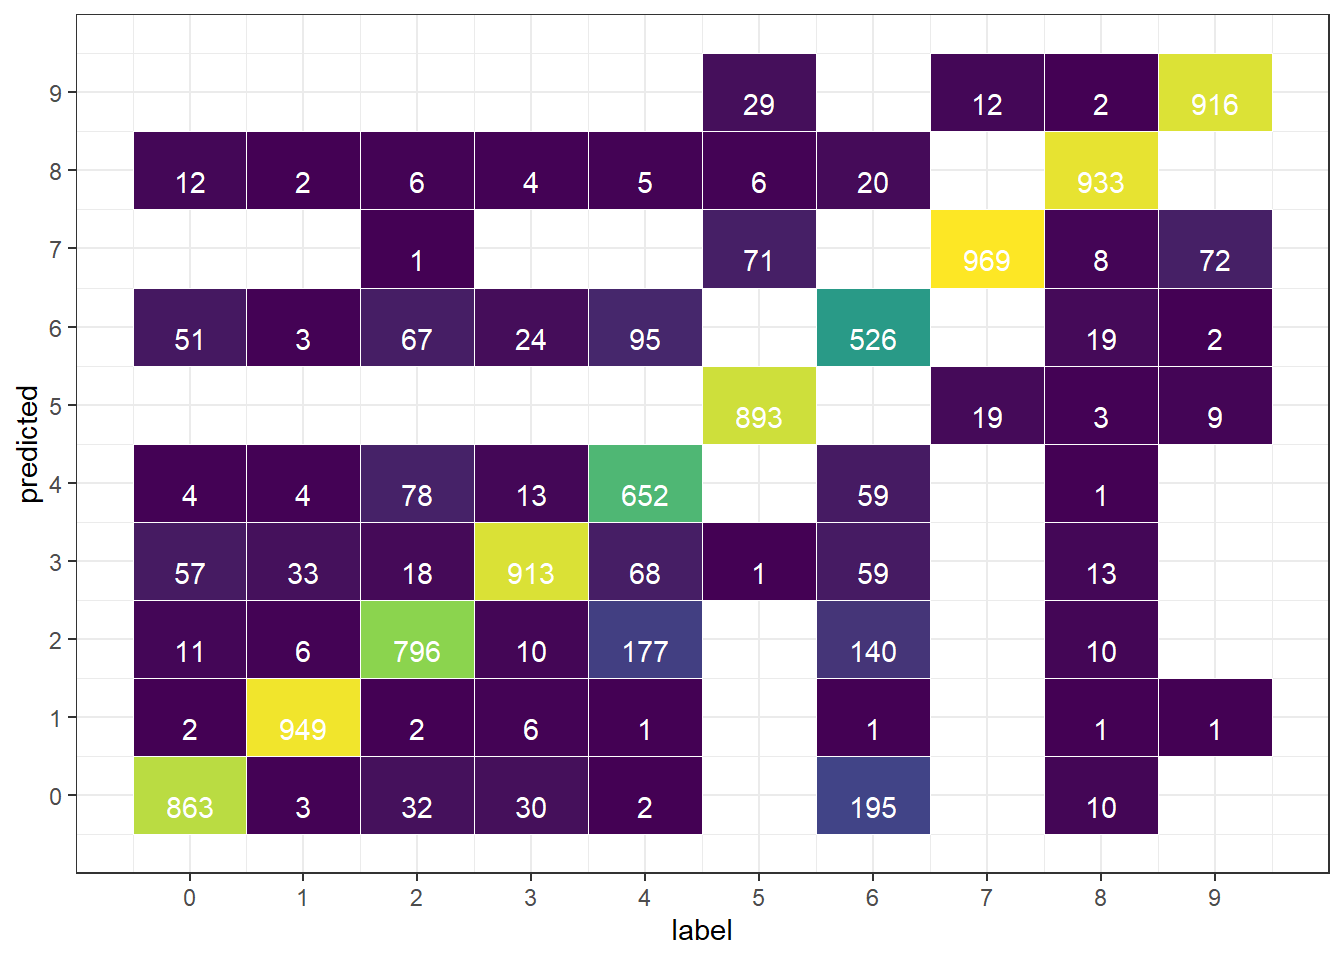 9 29 12 2 916
8 12 2 6 4 5 6 20 933
7 1 71 969 8 72
6 51 3 67 24 95 526 19 2
5 893 19 3 9
4 4 4 78 13 652 59 1
3 57 33 18 913 68 1 59 13
2 11 6 796 10 177 140 10
1 2 949 2 6 1 1 1 1
0 863 3 32 30 2 195 10
0 1 2 3 4 5 6 7 8 9
label
predicted